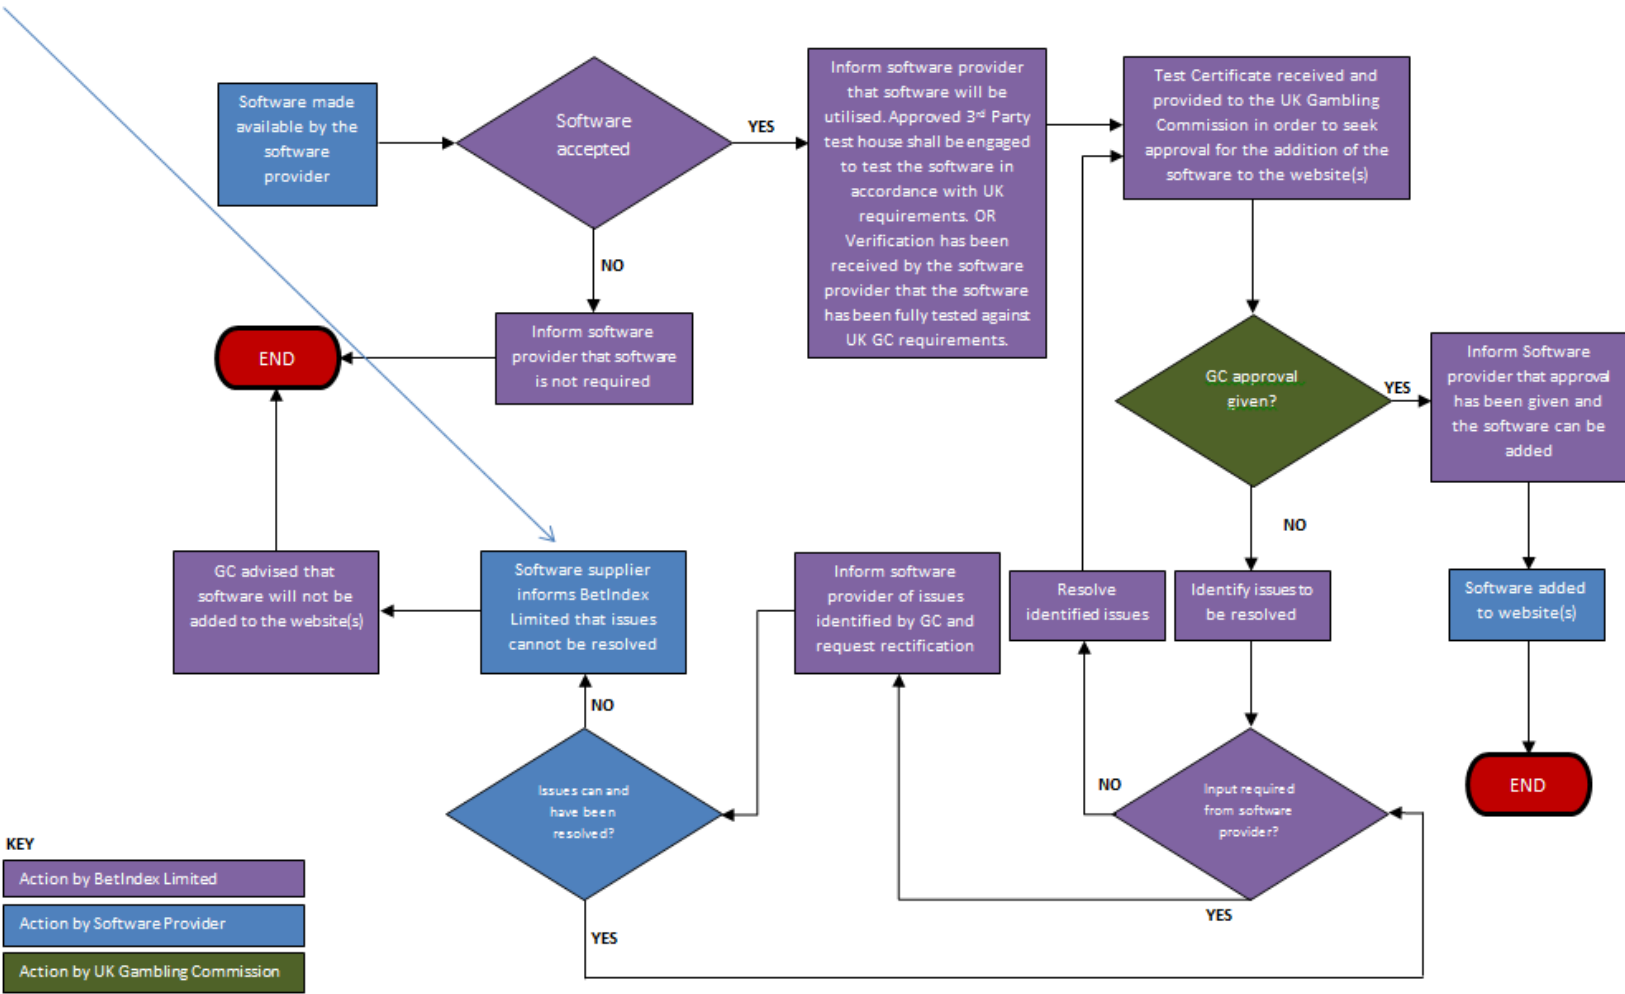 Software made
available by the
software
provider
Software
accepted
YES
NO
Inform software provider
that software will be
utilised. Approved 3rd Party
test house shall be engaged
to test the software in
accordance with UK
requirements. OR
Verification has been
received by the software
provider that the software
has been fully tested against
UK GC requirements.
Test Certificate received and
provided to the UK Gambling
Commission in order to seek
approval for the addition of the
software to the website(s)
Inform software
provider that software
is not required
END
GC approval
given?
YES
NO
Inform Software
provider that approval
has been given and
the software can be
added
GC advised that
software will not be
added to the website(s)
Software supplier
informs BetIndex
Limited that issues
cannot be resolved
Inform software
provider of issues
identified by GC and
request rectification
Resolve
identified issues
Identify issues to
be resolved
Software added
to website(s)
NO
Issues can and
have been
resolved?
YES
NO
Input required
from software
provider?
YES
END
KEY
Action by BetIndex Limited
Action by Software Provider
Action by UK Gambling Commission